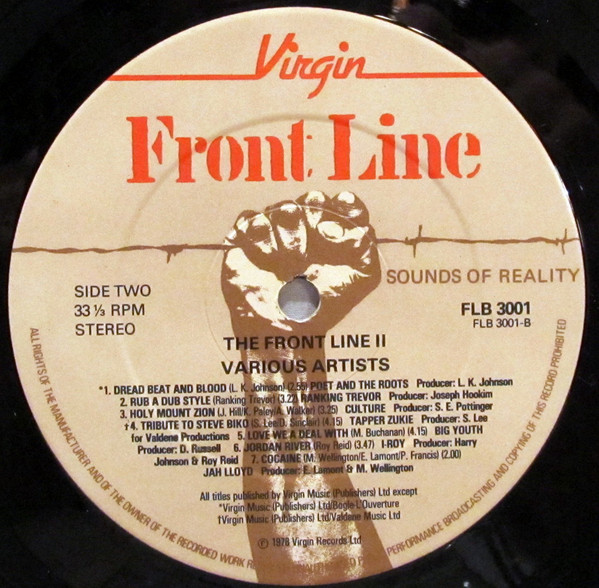 Virgin
Front Line
SOUNDS OF REALITY
SIDE TWO
33 ⅓ RPM
STEREO
FLB 3001
FLB 3001-B
THE FRONT LINE II
VARIOUS ARTISTS
*1. DREAD BEAT AND BLOOD (L. K. Johnson) (2.55) POET AND THE ROOTS Producer: L. K. Johnson
2. RUB A DUB STYLE (Ranking Trevor) (3.22) RANKING TREVOR Producer: Joseph Hookim
3. HOLY MOUNT ZION (J. Hill/K. Paley/A. Walker) (3.25) CULTURE Producer: S. E. Pottinger
†4. TRIBUTE TO STEVE BIKO (S. Lee/D. Sinclair) (4.15) TAPPER ZUKIE Producer: S. Lee
for Valdene Productions 5. LOVE WE A DEAL WITH (M. Buchanan) (4.15) BIG YOUTH
Producer: D. Russell 6. JORDAN RIVER (Roy Reid) (3.47) I-ROY Producer: Harry
Johnson & Roy Reid 7. COCAINE (M. Wellington/E. Lamont/P. Francis) (2.00)
JAH LLOYD Producer: E. Lamont & M. Wellington
All titles published by Virgin Music (Publishers) Ltd except
*Virgin Music (Publishers) Ltd/Bogle L'Ouverture
†Virgin Music (Publishers) Ltd/Valdene Music Ltd
℗ 1978 Virgin Records Ltd
ALL RIGHTS OF THE MANUFACTURER AND OF THE OWNER OF THE RECORDED WORK
PERFORMANCE BROADCASTING AND COPYING OF THIS RECORD PROHIBITED